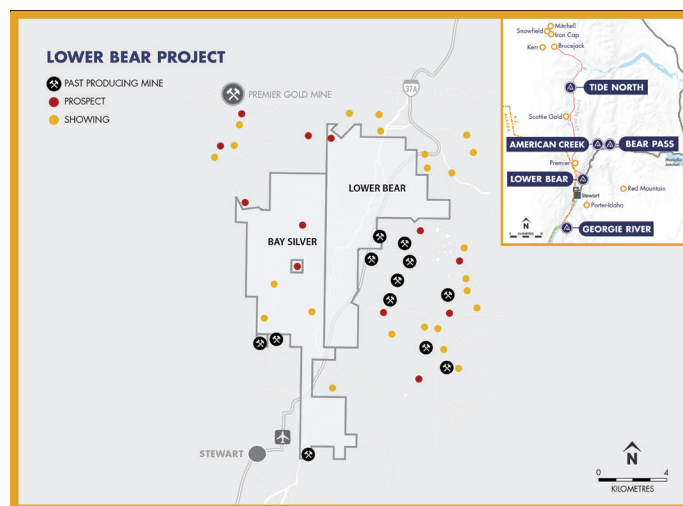 LOWER BEAR PROJECT
PAST PRODUCING MINE
PROSPECT
SHOWING
PREMIER GOLD MINE
37A
LOWER BEAR
BAY SILVER
STEWART
N
0 4
KILOMETRES
Mitchell
Snowfield
Iron Cap
Kerr
Brucejack
TIDE NORTH
Scottie Gold
AMERICAN CREEK
BEAR PASS
Premier
LOWER BEAR
Stewart
Red Mountain
Porter-Idaho
N
GEORGIE RIVER